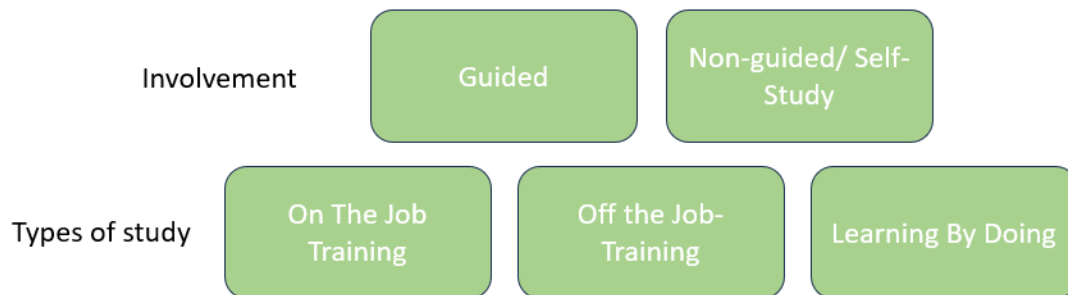 Involvement
Guided
Non-guided/ Self-
Study
Types of study
On The Job
Training
Off the Job-
Training
Learning By Doing